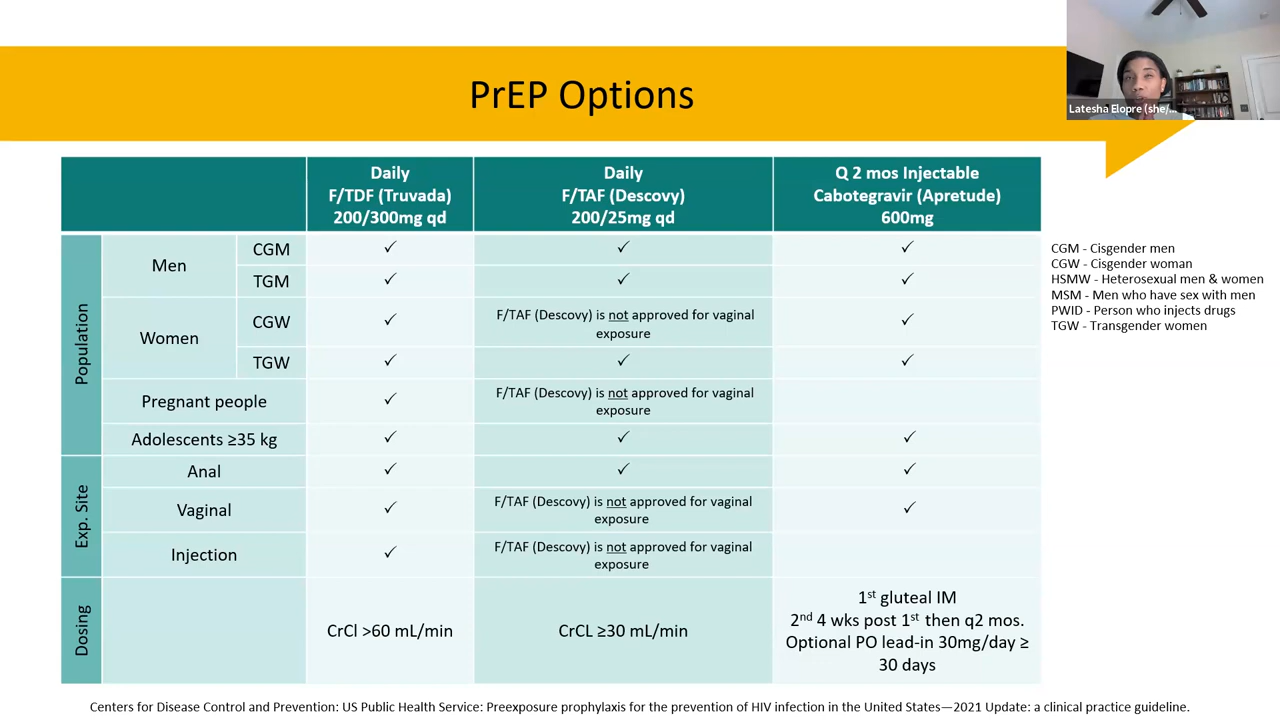 PrEP Options
Latesha Elopre (she/...
Daily
F/TDF (Truvada)
200/300mg qd
Daily
F/TAF (Descovy)
200/25mg qd
Q 2 mos Injectable
Cabotegravir (Apretude)
600mg
Population
Men
CGM
✓ ✓ ✓
TGM
✓ ✓ ✓
Women
CGW
✓
F/TAF (Descovy) is not approved for vaginal
exposure
✓
TGW
✓ ✓ ✓
Pregnant people
✓
F/TAF (Descovy) is not approved for vaginal
exposure
Adolescents ≥35 kg
✓ ✓ ✓
Exp. Site
Anal
✓ ✓ ✓
Vaginal
✓
F/TAF (Descovy) is not approved for vaginal
exposure
✓
Injection
✓
F/TAF (Descovy) is not approved for vaginal
exposure
Dosing
CrCl >60 mL/min
CrCL ≥30 mL/min
1st gluteal IM
2nd 4 wks post 1st then q2 mos.
Optional PO lead-in 30mg/day ≥
30 days
CGM - Cisgender men
CGW - Cisgender woman
HSMW - Heterosexual men & women
MSM - Men who have sex with men
PWID - Person who injects drugs
TGW - Transgender women
Centers for Disease Control and Prevention: US Public Health Service: Preexposure prophylaxis for the prevention of HIV infection in the United States—2021 Update: a clinical practice guideline.